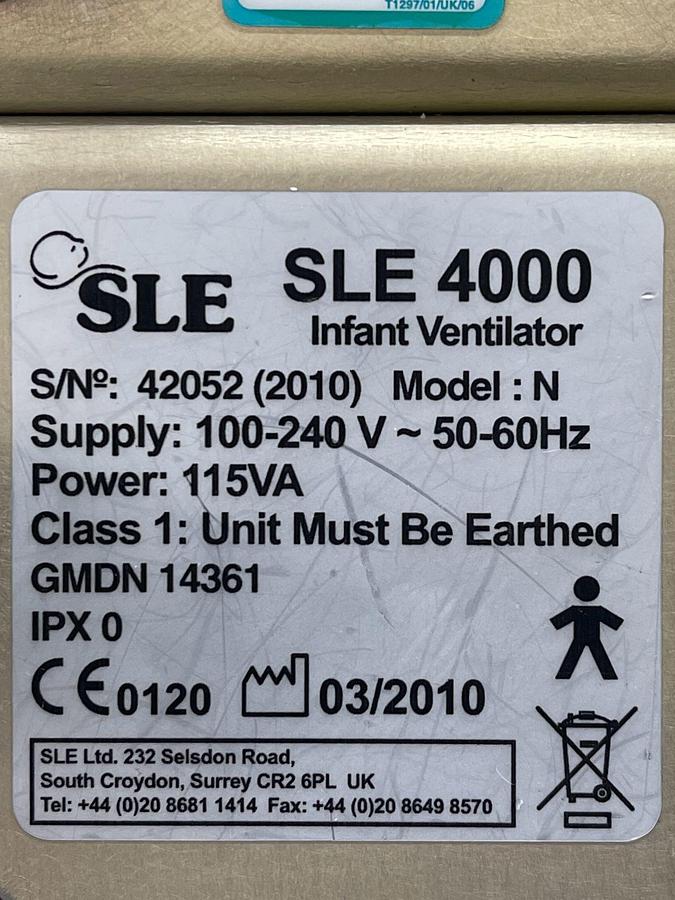 T1297/01/UK/06
SLE SLE 4000
Infant Ventilator
S/Nº: 42052 (2010) Model : N
Supply: 100-240 V ~ 50-60Hz
Power: 115VA
Class 1: Unit Must Be Earthed
GMDN 14361
IPX 0
CE 0120 03/2010
SLE Ltd. 232 Selsdon Road,
South Croydon, Surrey CR2 6PL UK
Tel: +44 (0)20 8681 1414 Fax: +44 (0)20 8649 8570